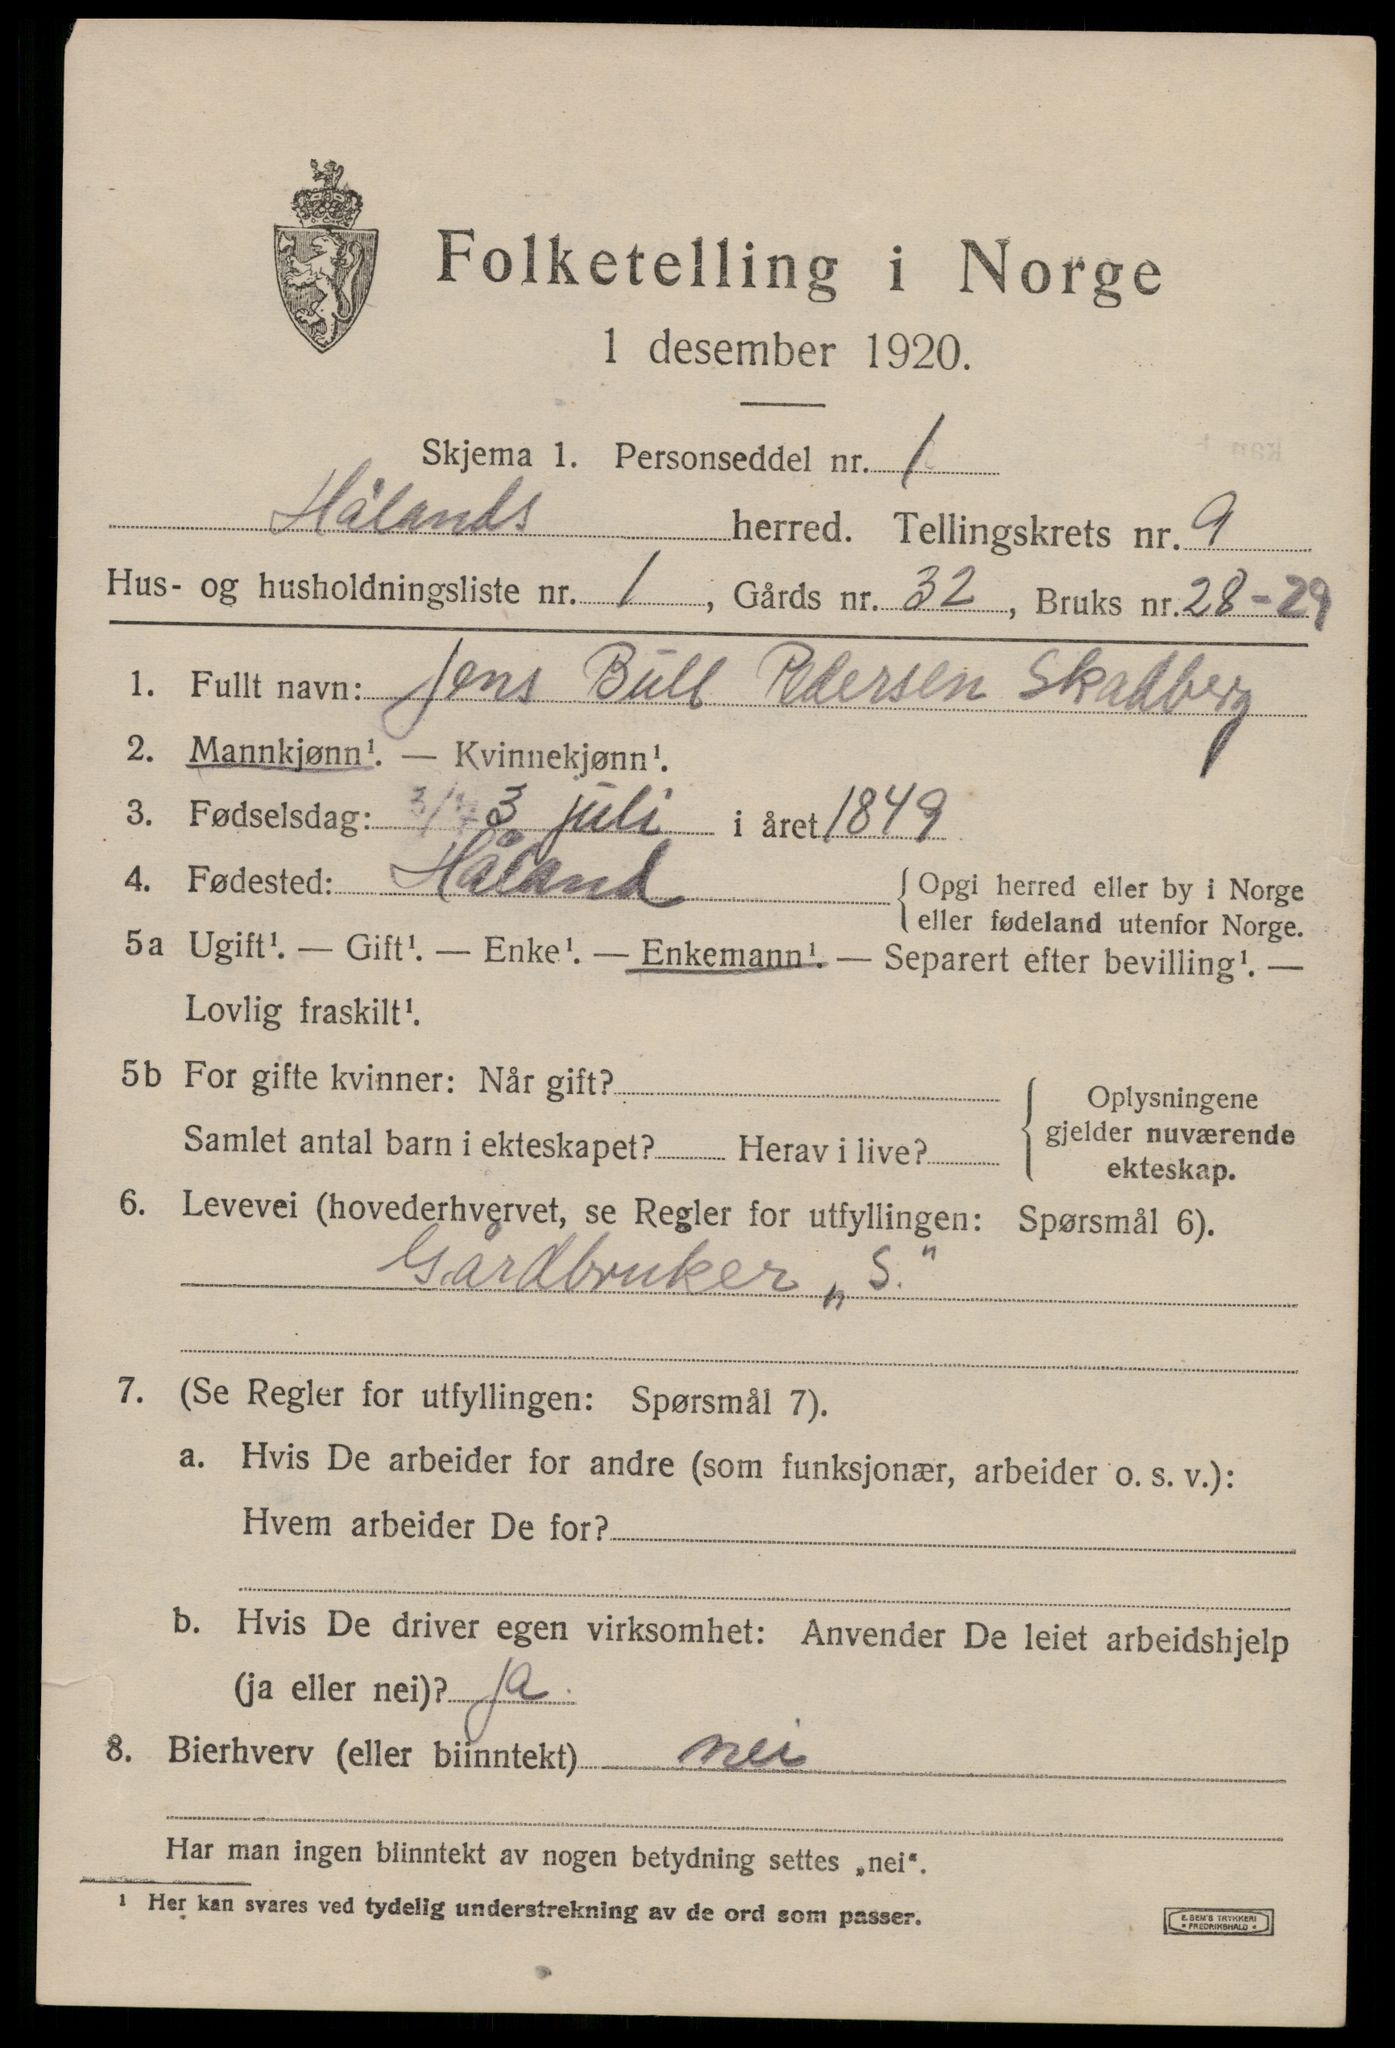 Folketelling i Norge
1 desember 1920.
Skjema 1. Personseddel nr. 1
Hålands herred. Tellingskrets nr. 9
Hus- og husholdningsliste nr. 1, Gårds nr. 32, Bruks nr. 28-29
1. Fullt navn: Jens Bull Pedersen Skadberg
2. Mannkjønn¹. — Kvinnekjønn¹.
3. Fødselsdag: 3/7 3 juli i året 1849
4. Fødested: Håland
{ Opgi herred eller by i Norge
eller fødeland utenfor Norge.
5a Ugift¹. — Gift¹. — Enke¹. — Enkemann¹. — Separert efter bevilling¹. —
Lovlig fraskilt¹.
5b For gifte kvinner: Når gift?
Samlet antal barn i ekteskapet? Herav i live?
{ Oplysningene
gjelder nuværende
ekteskap.
6. Levevei (hovederhvervet, se Regler for utfyllingen: Spørsmål 6).
Gårdbruker „S."
7. (Se Regler for utfyllingen: Spørsmål 7).
a. Hvis De arbeider for andre (som funksjonær, arbeider o. s. v.):
Hvem arbeider De for?
b. Hvis De driver egen virksomhet: Anvender De leiet arbeidshjelp
(ja eller nei)? ja.
8. Bierhverv (eller biinntekt) nei
Har man ingen biinntekt av nogen betydning settes „nei".
¹ Her kan svares ved tydelig understrekning av de ord som passer.
E. SEM'S TRYKKERI
* FREDRIKSHALD *